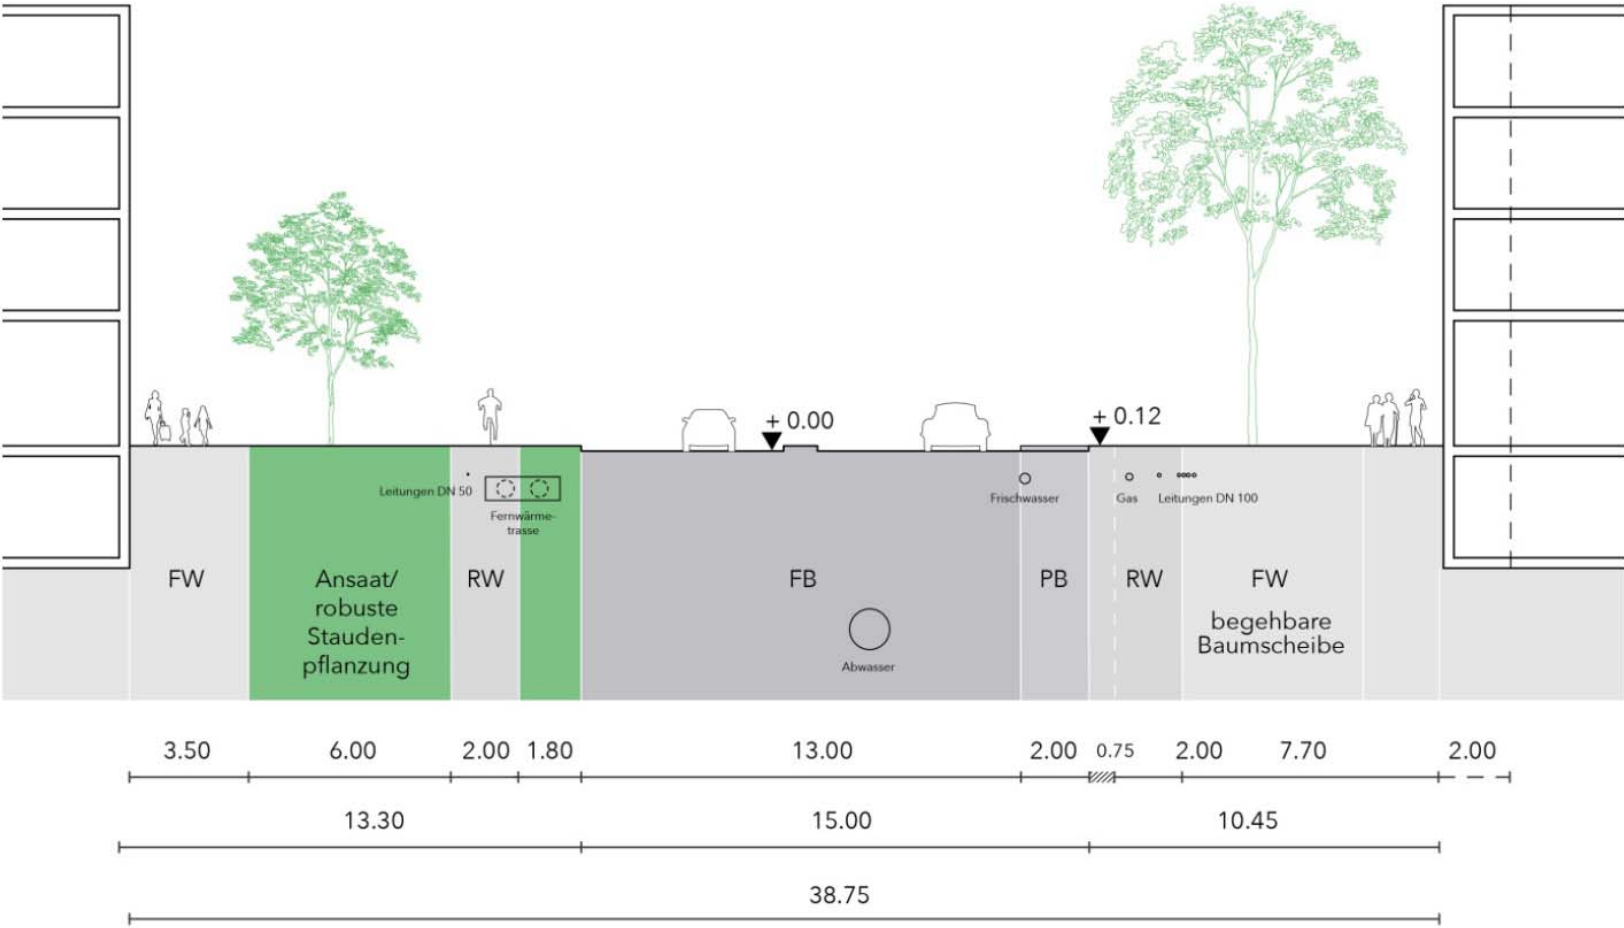 + 0.00
+ 0.12
Leitungen DN 50
Fernwärme-
trasse
Frischwasser
Gas
Leitungen DN 100
FW
Ansaat/
robuste
Stauden-
pflanzung
RW
FB
Abwasser
PB
RW
FW
begehbare
Baumscheibe
3.50 6.00 2.00 1.80 13.00 2.00 0.75 2.00 7.70 2.00
13.30 15.00 10.45
38.75